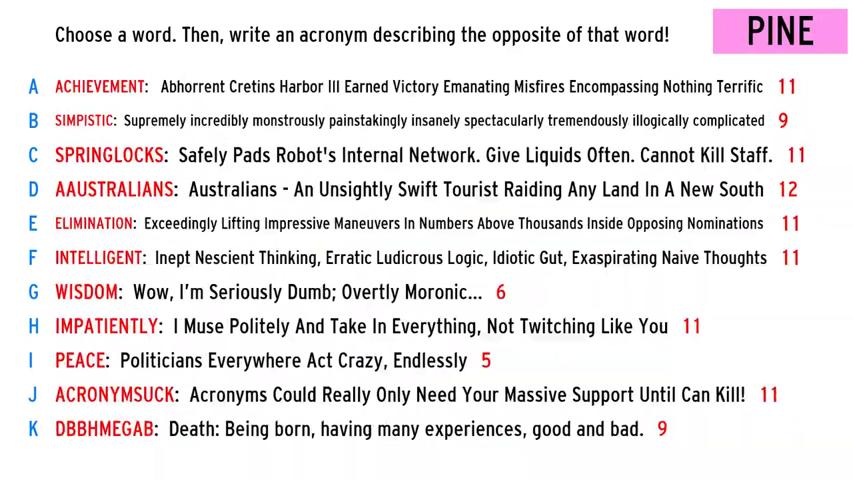 Choose a word. Then, write an acronym describing the opposite of that word! PINE
A ACHIEVEMENT: Abhorrent Cretins Harbor Ill Earned Victory Emanating Misfires Encompassing Nothing Terrific 11
B SIMPISTIC: Supremely incredibly monstrously painstakingly insanely spectacularly tremendously illogically complicated 9
C SPRINGLOCKS: Safely Pads Robot's Internal Network. Give Liquids Often. Cannot Kill Staff. 11
D AAUSTRALIANS: Australians - An Unsightly Swift Tourist Raiding Any Land In A New South 12
E ELIMINATION: Exceedingly Lifting Impressive Maneuvers In Numbers Above Thousands Inside Opposing Nominations 11
F INTELLIGENT: Inept Nescient Thinking, Erratic Ludicrous Logic, Idiotic Gut, Exaspirating Naive Thoughts 11
G WISDOM: Wow, I'm Seriously Dumb; Overtly Moronic... 6
H IMPATIENTLY: I Muse Politely And Take In Everything, Not Twitching Like You 11
I PEACE: Politicians Everywhere Act Crazy, Endlessly 5
J ACRONYMSUCK: Acronyms Could Really Only Need Your Massive Support Until Can Kill! 11
K DBBHMEGAB: Death: Being born, having many experiences, good and bad. 9